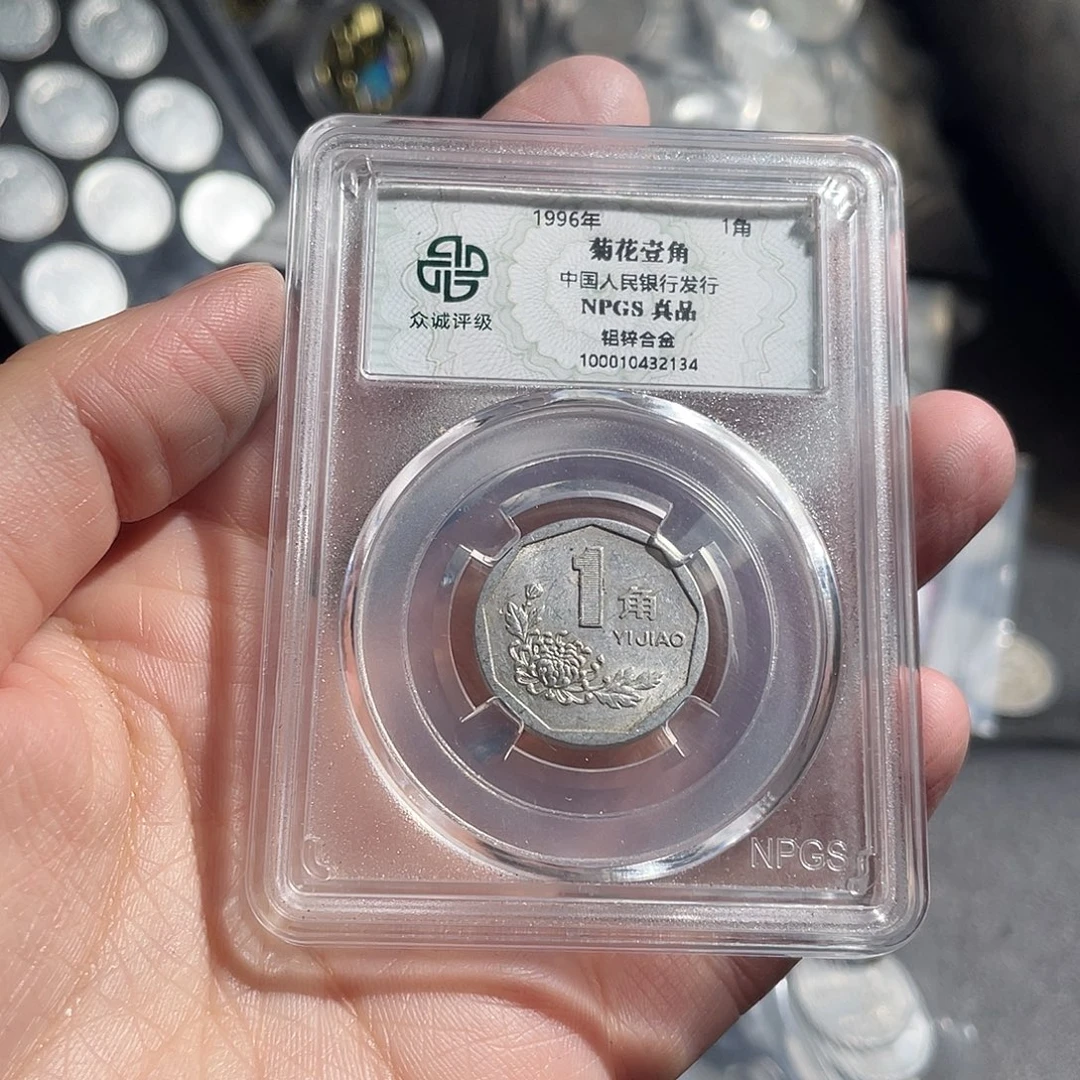 1996年 1角
菊花壹角
中国人民银行发行
NPGS 真品
铝锌合金
100010432134
众诚评级
1角
YIJIAO
NPGS